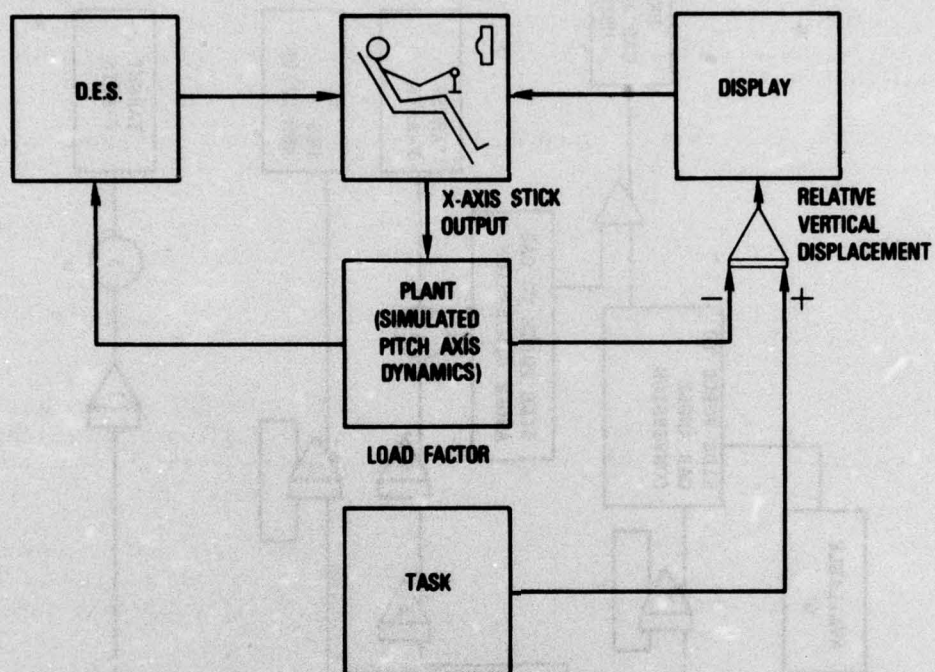 D.E.S.
DISPLAY
X-AXIS STICK
OUTPUT
RELATIVE
VERTICAL
DISPLACEMENT
PLANT
(SIMULATED
PITCH AXIS
DYNAMICS)
−
+
LOAD FACTOR
TASK